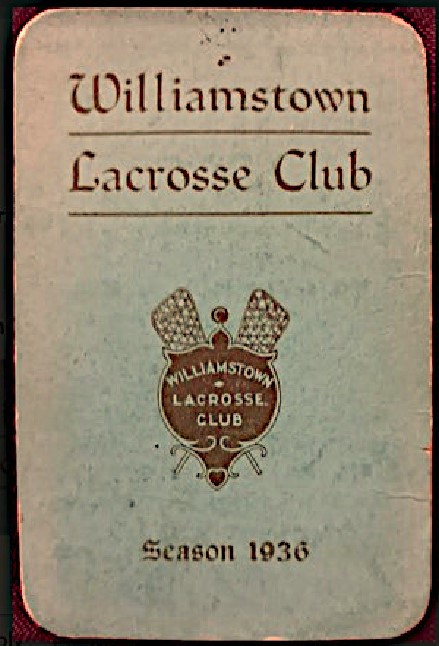 Williamstown
Lacrosse Club
WILLIAMSTOWN
LACROSSE.
CLUB
Season 1936